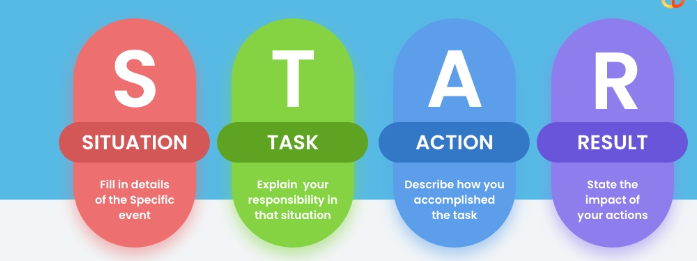 S
SITUATION
Fill in details
of the Specific
event
T
TASK
Explain your
responsibility in
that situation
A
ACTION
Describe how you
accomplished
the task
R
RESULT
State the
impact of
your actions